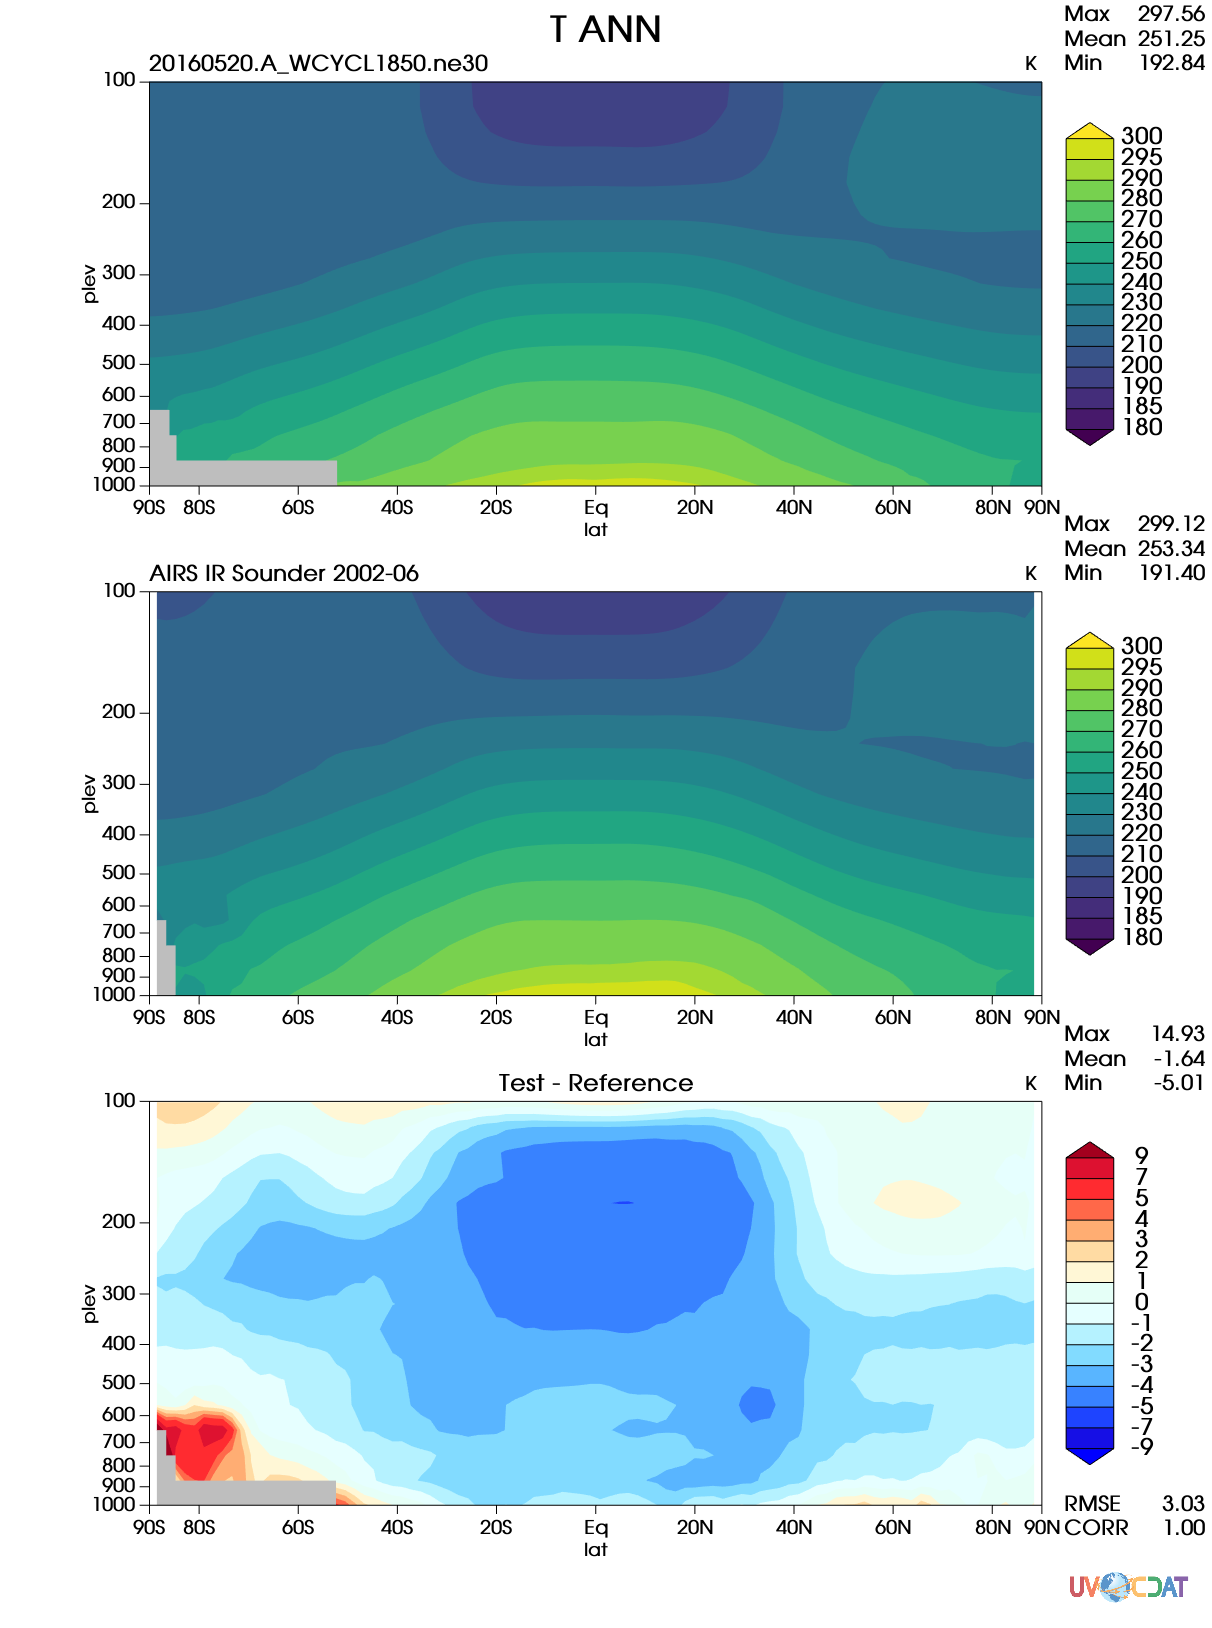 T ANN
20160520.A_WCYCL1850.ne30
K
Max 297.56
Mean 251.25
Min 192.84
100
200
300
400
500
600
700
800
900
1000
plev
90S 80S 60S 40S 20S Eq 20N 40N 60N 80N 90N
lat
300
295
290
280
270
260
250
240
230
220
210
200
190
185
180
AIRS IR Sounder 2002-06
K
Max 299.12
Mean 253.34
Min 191.40
100
200
300
400
500
600
700
800
900
1000
plev
90S 80S 60S 40S 20S Eq 20N 40N 60N 80N 90N
lat
300
295
290
280
270
260
250
240
230
220
210
200
190
185
180
Test - Reference
K
Max 14.93
Mean -1.64
Min -5.01
100
200
300
400
500
600
700
800
900
1000
plev
90S 80S 60S 40S 20S Eq 20N 40N 60N 80N 90N
lat
9
7
5
4
3
2
1
0
-1
-2
-3
-4
-5
-7
-9
RMSE 3.03
CORR 1.00
UV CDAT